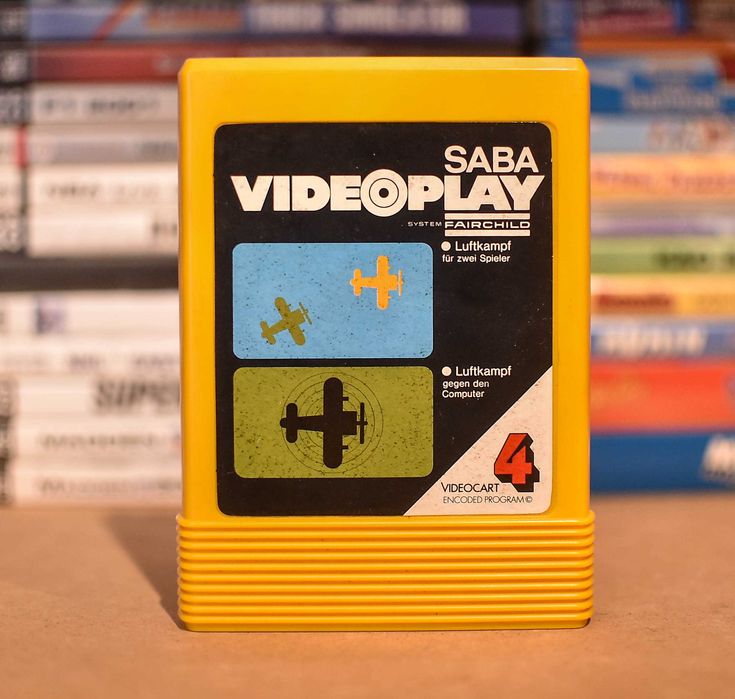 SABA
VIDEOPLAY
SYSTEM FAIRCHILD
Luftkampf
für zwei Spieler
Luftkampf
gegen den
Computer
4
VIDEOCART
ENCODED PROGRAM ©